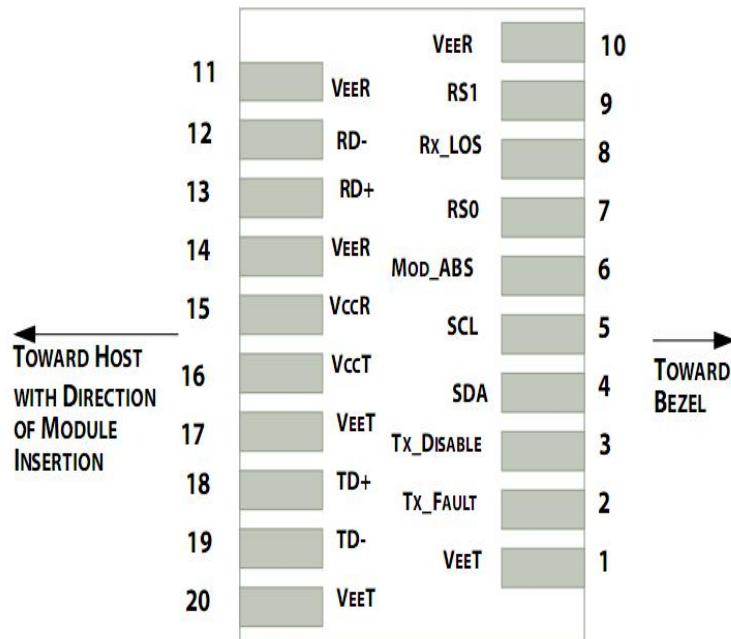 11 VEER
12 RD-
13 RD+
14 VEER
15 VCCR
16 VCCT
17 VEET
18 TD+
19 TD-
20 VEET
VEER 10
RS1 9
RX_LOS 8
RS0 7
MOD_ABS 6
SCL 5
SDA 4
TX_DISABLE 3
TX_FAULT 2
VEET 1
TOWARD HOST
WITH DIRECTION
OF MODULE
INSERTION
TOWARD
BEZEL